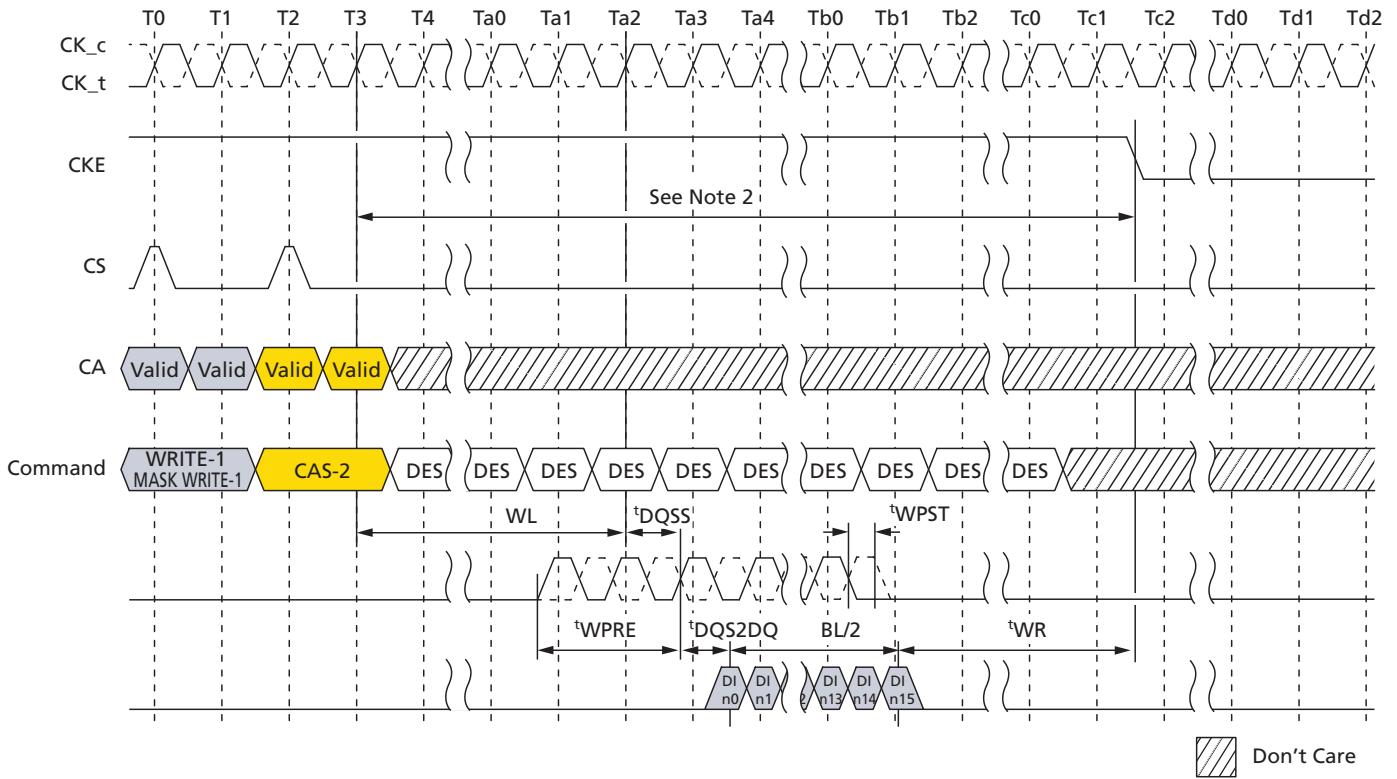 T0 T1 T2 T3 T4 Ta0 Ta1 Ta2 Ta3 Ta4 Tb0 Tb1 Tb2 Tc0 Tc1 Tc2 Td0 Td1 Td2
CK_c
CK_t
CKE
See Note 2
CS
CA Valid Valid Valid Valid
Command WRITE-1 MASK WRITE-1 CAS-2 DES DES DES DES DES DES DES DES DES DES
WL tDQSS tWPST
tWPRE tDQS2DQ BL/2 tWR
DI n0 DI n1 2 DI n13 DI n14 DI n15
Don't Care